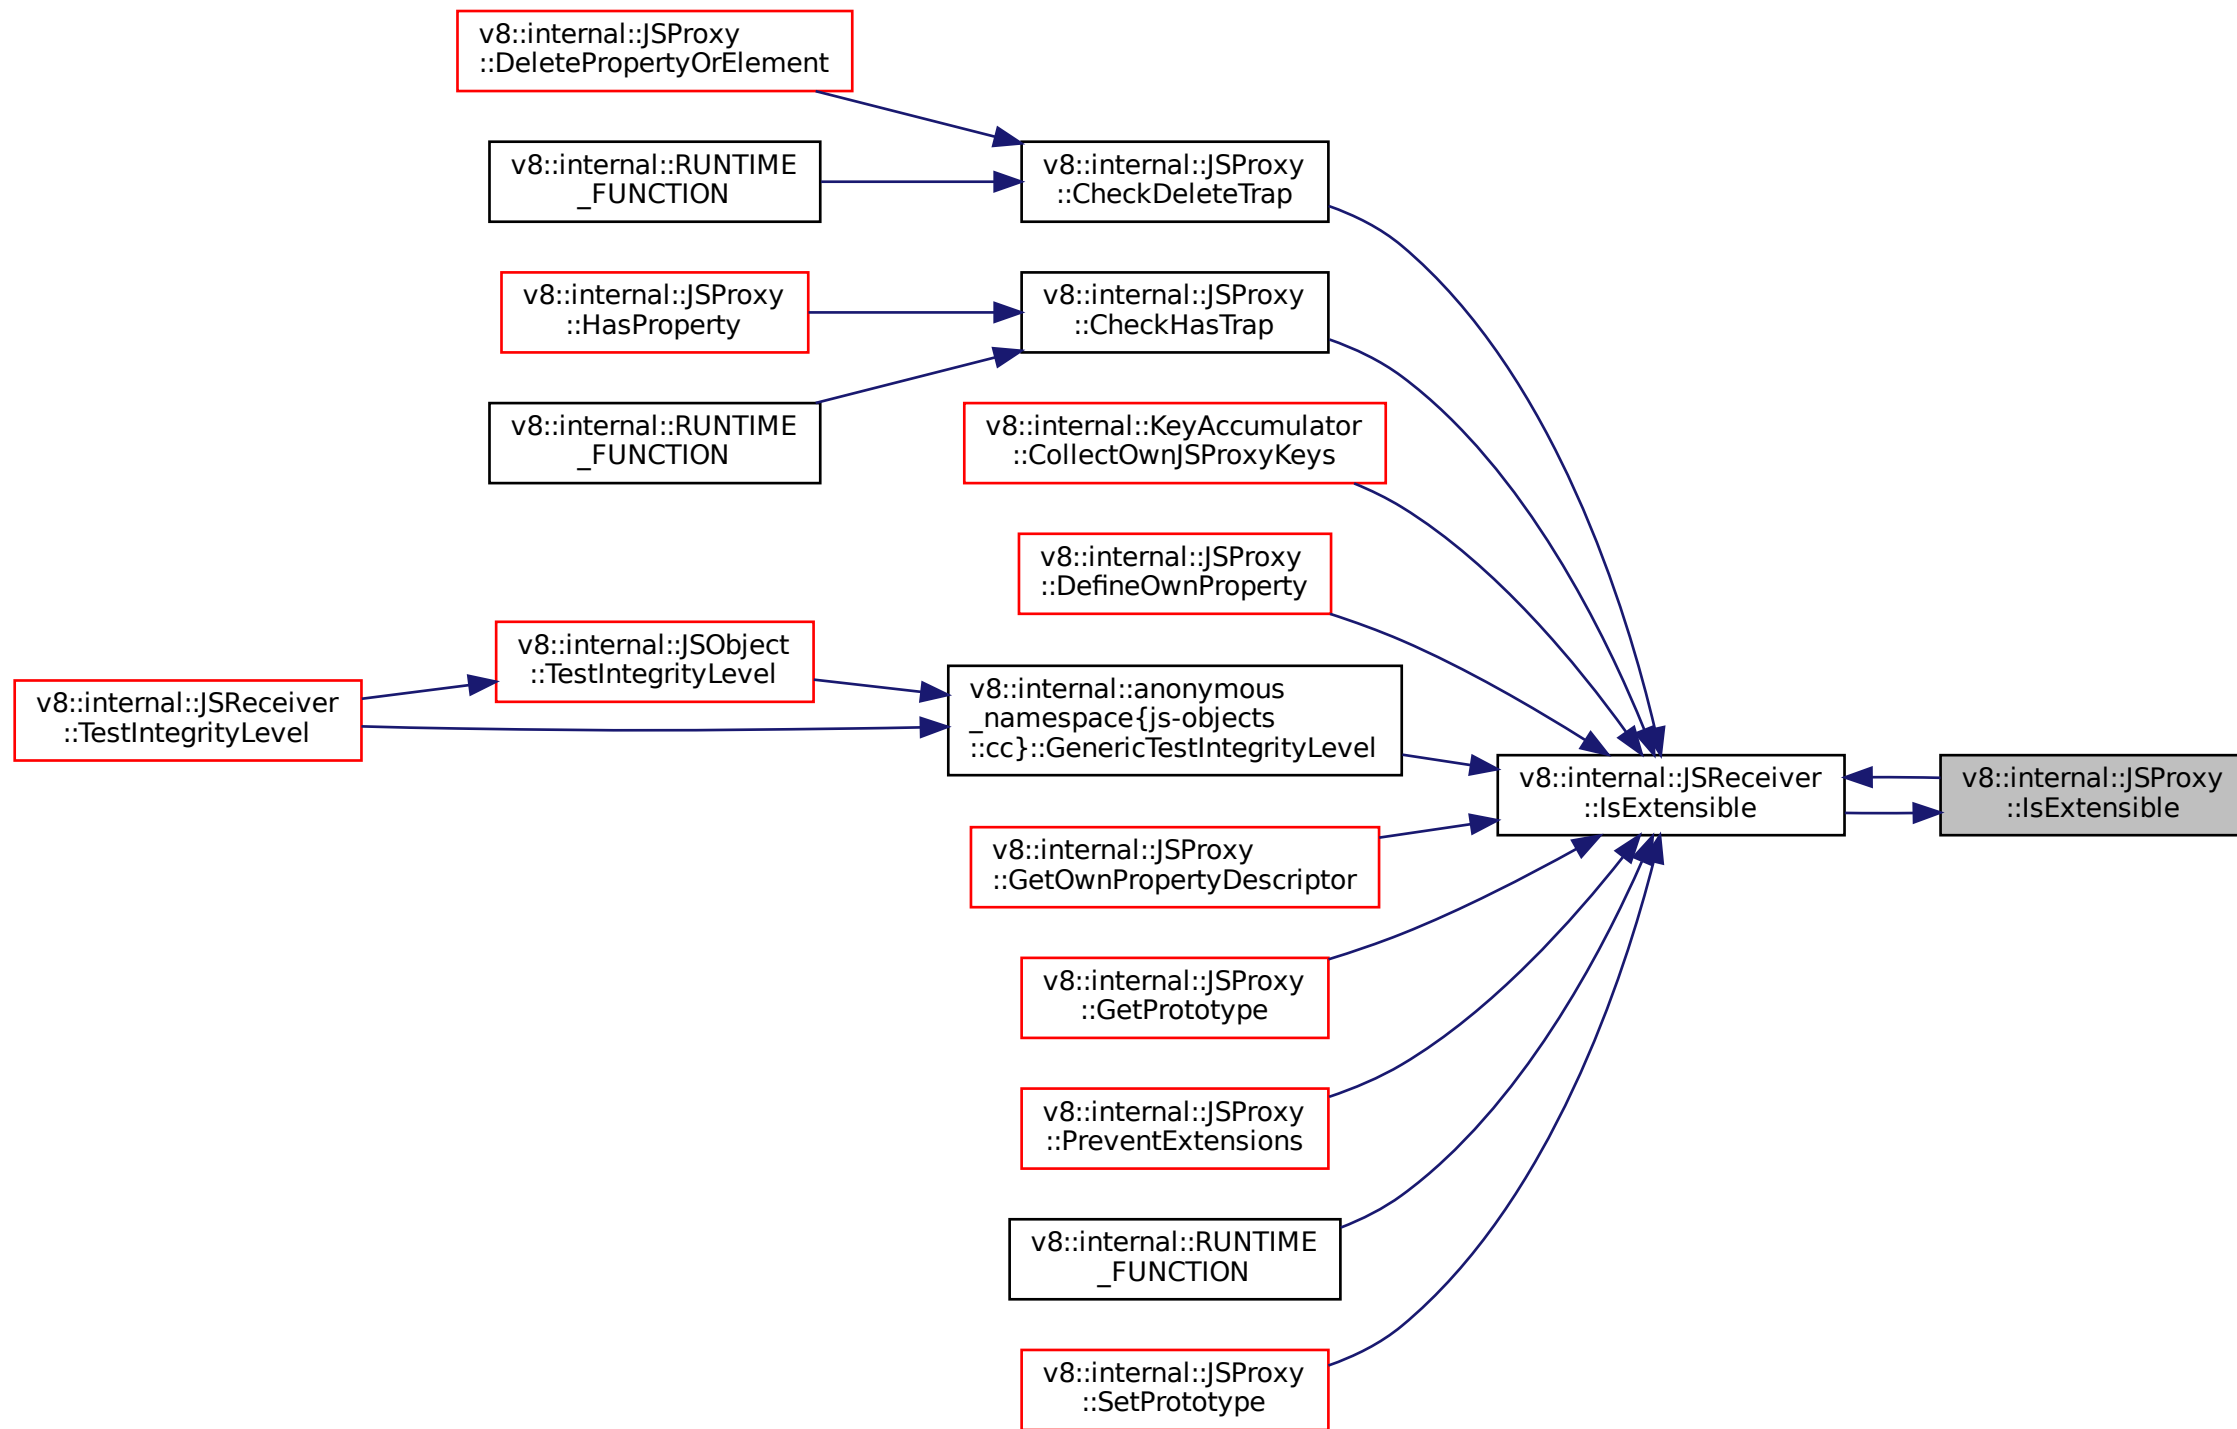 v8::internal::JSProxy
::DeletePropertyOrElement
v8::internal::RUNTIME
_FUNCTION
v8::internal::JSProxy
::CheckDeleteTrap
v8::internal::JSProxy
::HasProperty
v8::internal::JSProxy
::CheckHasTrap
v8::internal::RUNTIME
_FUNCTION
v8::internal::KeyAccumulator
::CollectOwnJSProxyKeys
v8::internal::JSProxy
::DefineOwnProperty
v8::internal::JSReceiver
::TestIntegrityLevel
v8::internal::JSObject
::TestIntegrityLevel
v8::internal::anonymous
_namespace{js-objects
::cc}::GenericTestIntegrityLevel
v8::internal::JSReceiver
::IsExtensible
v8::internal::JSProxy
::IsExtensible
v8::internal::JSProxy
::GetOwnPropertyDescriptor
v8::internal::JSProxy
::GetPrototype
v8::internal::JSProxy
::PreventExtensions
v8::internal::RUNTIME
_FUNCTION
v8::internal::JSProxy
::SetPrototype